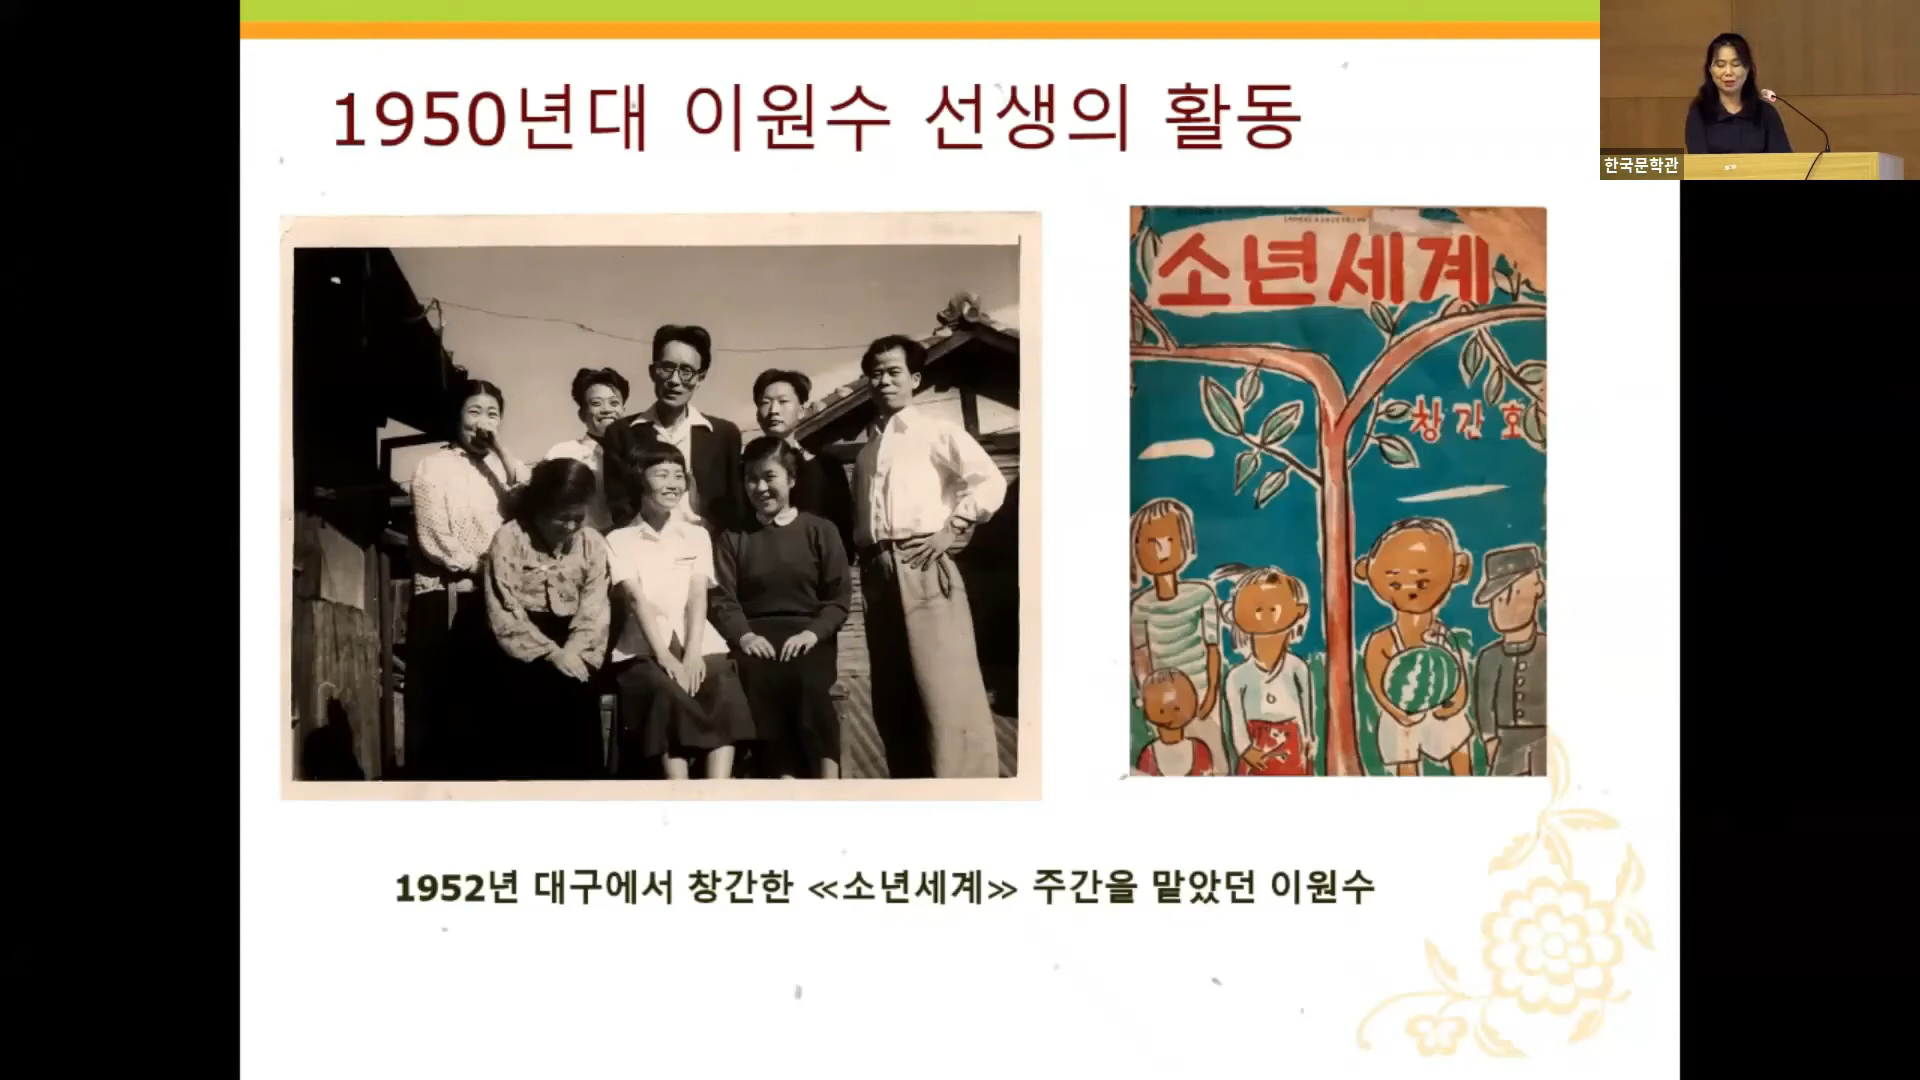 1950년대 이원수 선생의 활동
한국문학관
소년세계
창간호
1952년 대구에서 창간한 ≪소년세계≫ 주간을 맡았던 이원수